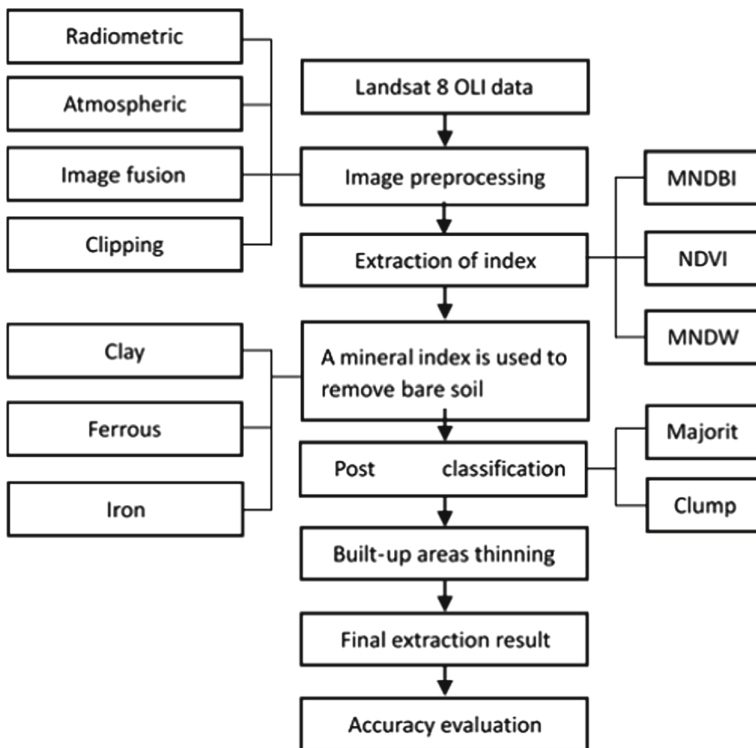 Radiometric
Atmospheric
Image fusion
Clipping
Landsat 8 OLI data
Image preprocessing
Extraction of index
MNDBI
NDVI
MNDW
Clay
Ferrous
Iron
A mineral index is used to
remove bare soil
Post classification
Majorit
Clump
Built-up areas thinning
Final extraction result
Accuracy evaluation